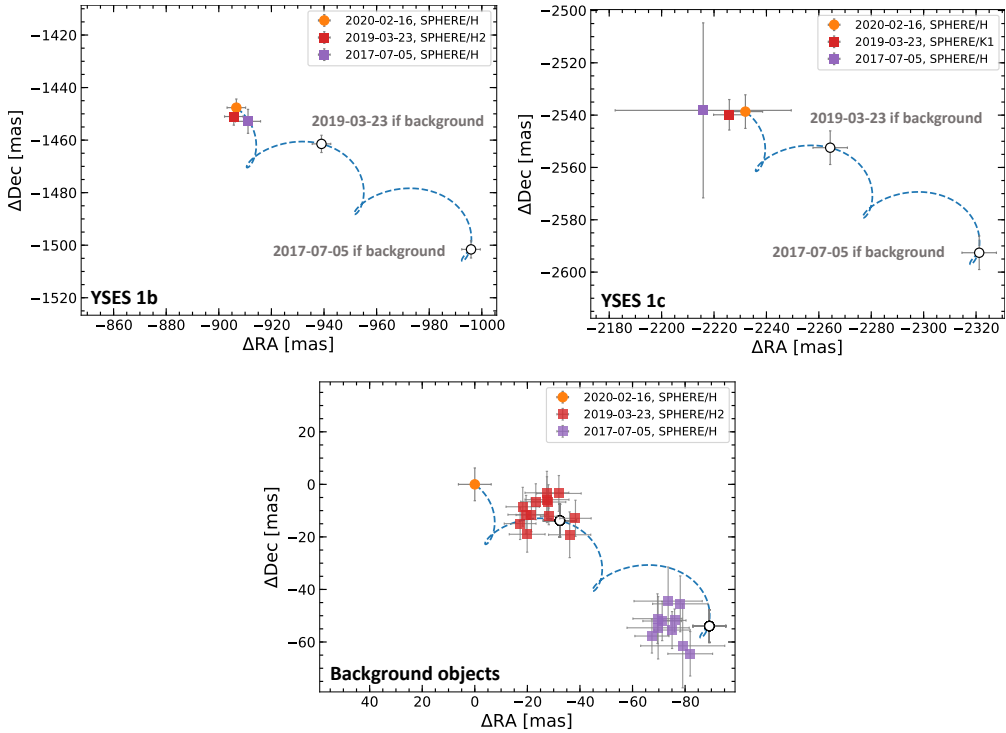 2020-02-16, SPHERE/H
2019-03-23, SPHERE/H2
2017-07-05, SPHERE/H
2019-03-23 if background
2017-07-05 if background
YSES 1b
−1420
−1440
−1460
−1480
−1500
−1520
ΔDec [mas]
−860
−880
−900
−920
−940
−960
−980
−1000
ΔRA [mas]
2020-02-16, SPHERE/H
2019-03-23, SPHERE/K1
2017-07-05, SPHERE/H
2019-03-23 if background
2017-07-05 if background
YSES 1c
−2500
−2520
−2540
−2560
−2580
−2600
ΔDec [mas]
−2180
−2200
−2220
−2240
−2260
−2280
−2300
−2320
ΔRA [mas]
2020-02-16, SPHERE/H
2019-03-23, SPHERE/H2
2017-07-05, SPHERE/H
Background objects
20
0
−20
−40
−60
ΔDec [mas]
20
0
−20
−40
−60
−80
ΔRA [mas]